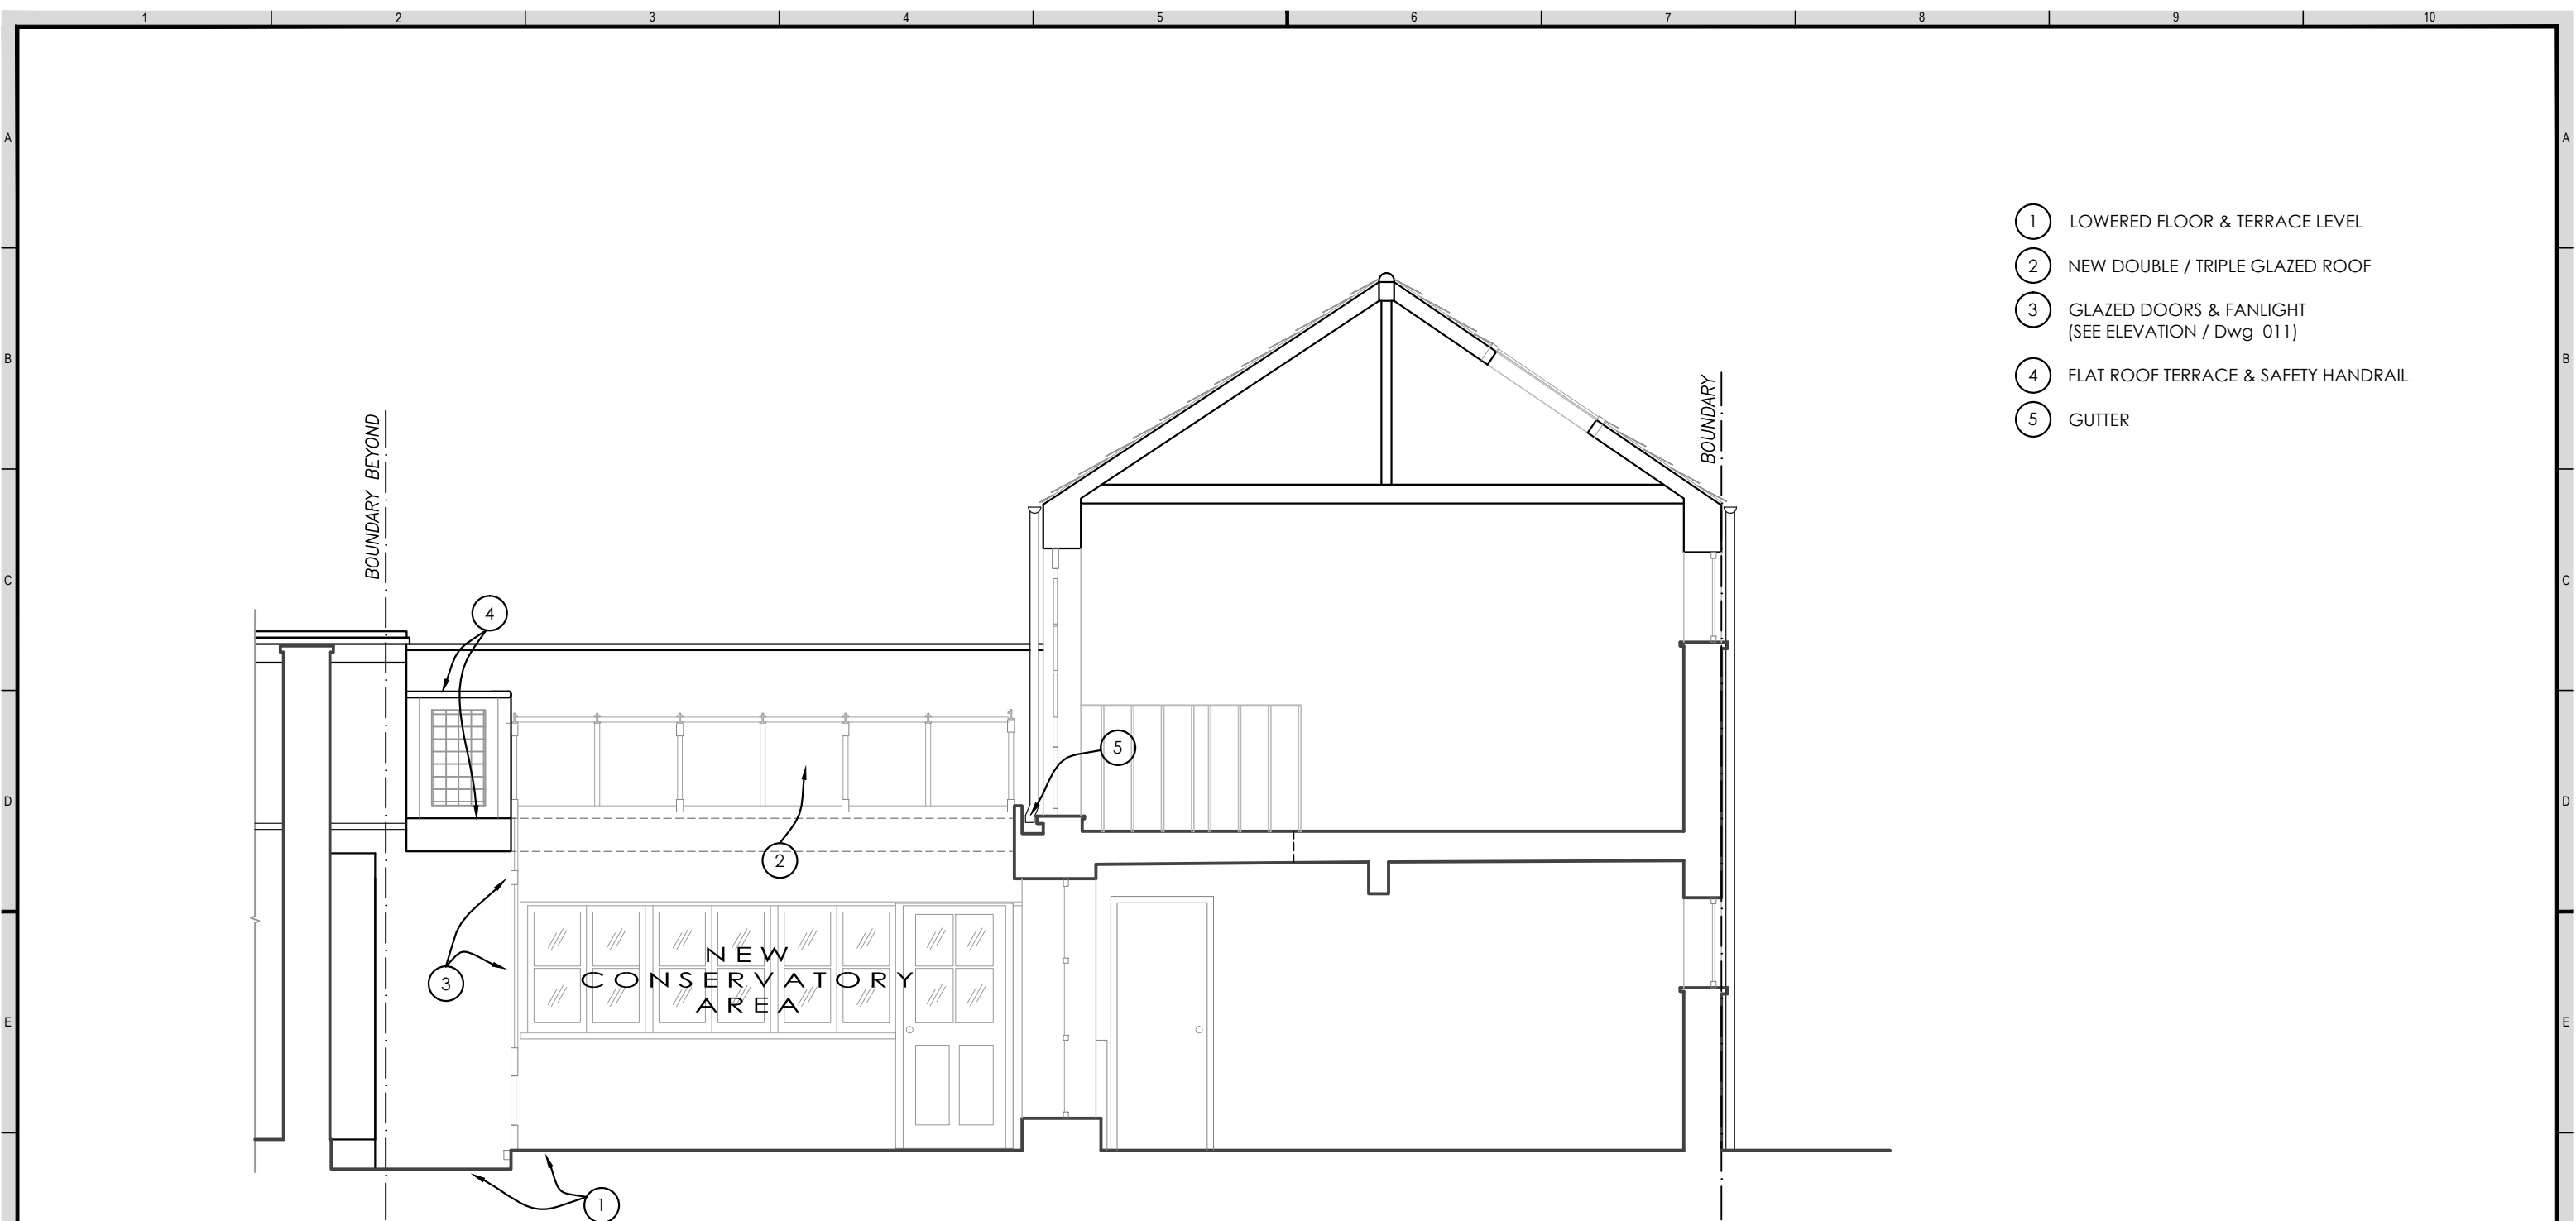 1 2 3 4 5 6 7 8 9 10
A A
1 LOWERED FLOOR & TERRACE LEVEL
2 NEW DOUBLE / TRIPLE GLAZED ROOF
3 GLAZED DOORS & FANLIGHT
(SEE ELEVATION / Dwg 011)
B B
4 FLAT ROOF TERRACE & SAFETY HANDRAIL
5 GUTTER
BOUNDARY
BOUNDARY BEYOND
C C
4
5
D D
2
NEW
CONSERVATORY
AREA
3
E E
1